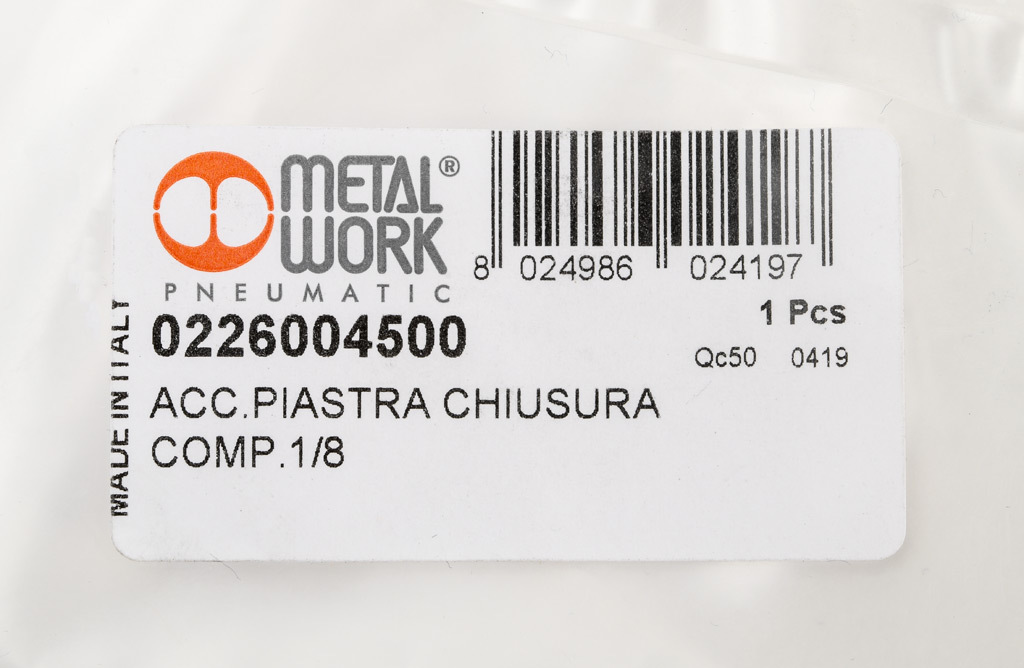 METAL®
WORK
PNEUMATIC
8 024986 024197
0226004500
1 Pcs
Qc50 0419
ACC.PIASTRA CHIUSURA
COMP.1/8
MADE IN ITALY